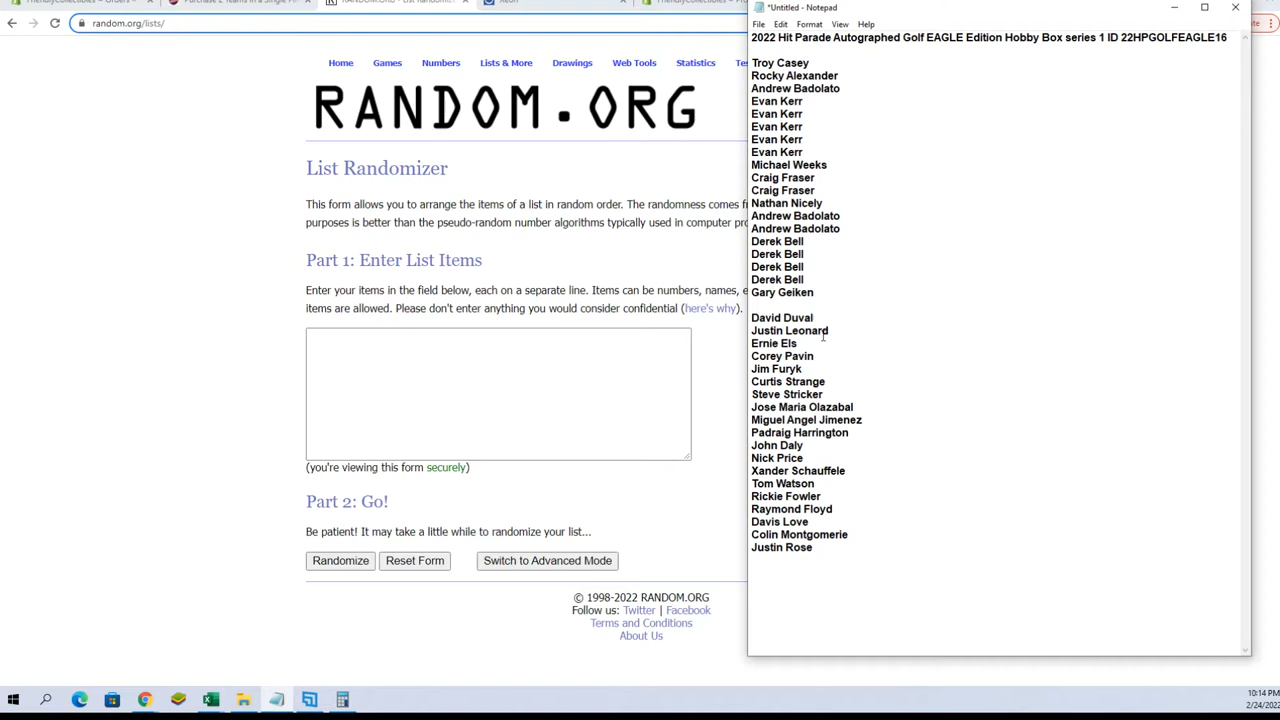 *Untitled - Notepad
random.org/lists/
File Edit Format View Help
2022 Hit Parade Autographed Golf EAGLE Edition Hobby Box series 1 ID 22HPGOLFEAGLE16
Home Games Numbers Lists & More Drawings Web Tools Statistics
RANDOM.ORG
List Randomizer
This form allows you to arrange the items of a list in random order. The randomness comes
purposes is better than the pseudo-random number algorithms typically used in computer
Part 1: Enter List Items
Enter your items in the field below, each on a separate line. Items can be numbers, names,
items are allowed. Please don't enter anything you would consider confidential (here's why).
(you're viewing this form securely)
Part 2: Go!
Be patient! It may take a little while to randomize your list...
Randomize Reset Form Switch to Advanced Mode
© 1998-2022 RANDOM.ORG
Follow us: Twitter | Facebook
Terms and Conditions
About Us
Troy Casey
Rocky Alexander
Andrew Badolato
Evan Kerr
Evan Kerr
Evan Kerr
Evan Kerr
Evan Kerr
Michael Weeks
Craig Fraser
Craig Fraser
Nathan Nicely
Andrew Badolato
Andrew Badolato
Derek Bell
Derek Bell
Derek Bell
Derek Bell
Gary Geiken
David Duval
Justin Leonard
Ernie Els
Corey Pavin
Jim Furyk
Curtis Strange
Steve Stricker
Jose Maria Olazabal
Miguel Angel Jimenez
Padraig Harrington
John Daly
Nick Price
Xander Schauffele
Tom Watson
Rickie Fowler
Raymond Floyd
Davis Love
Colin Montgomerie
Justin Rose
10:14 PM